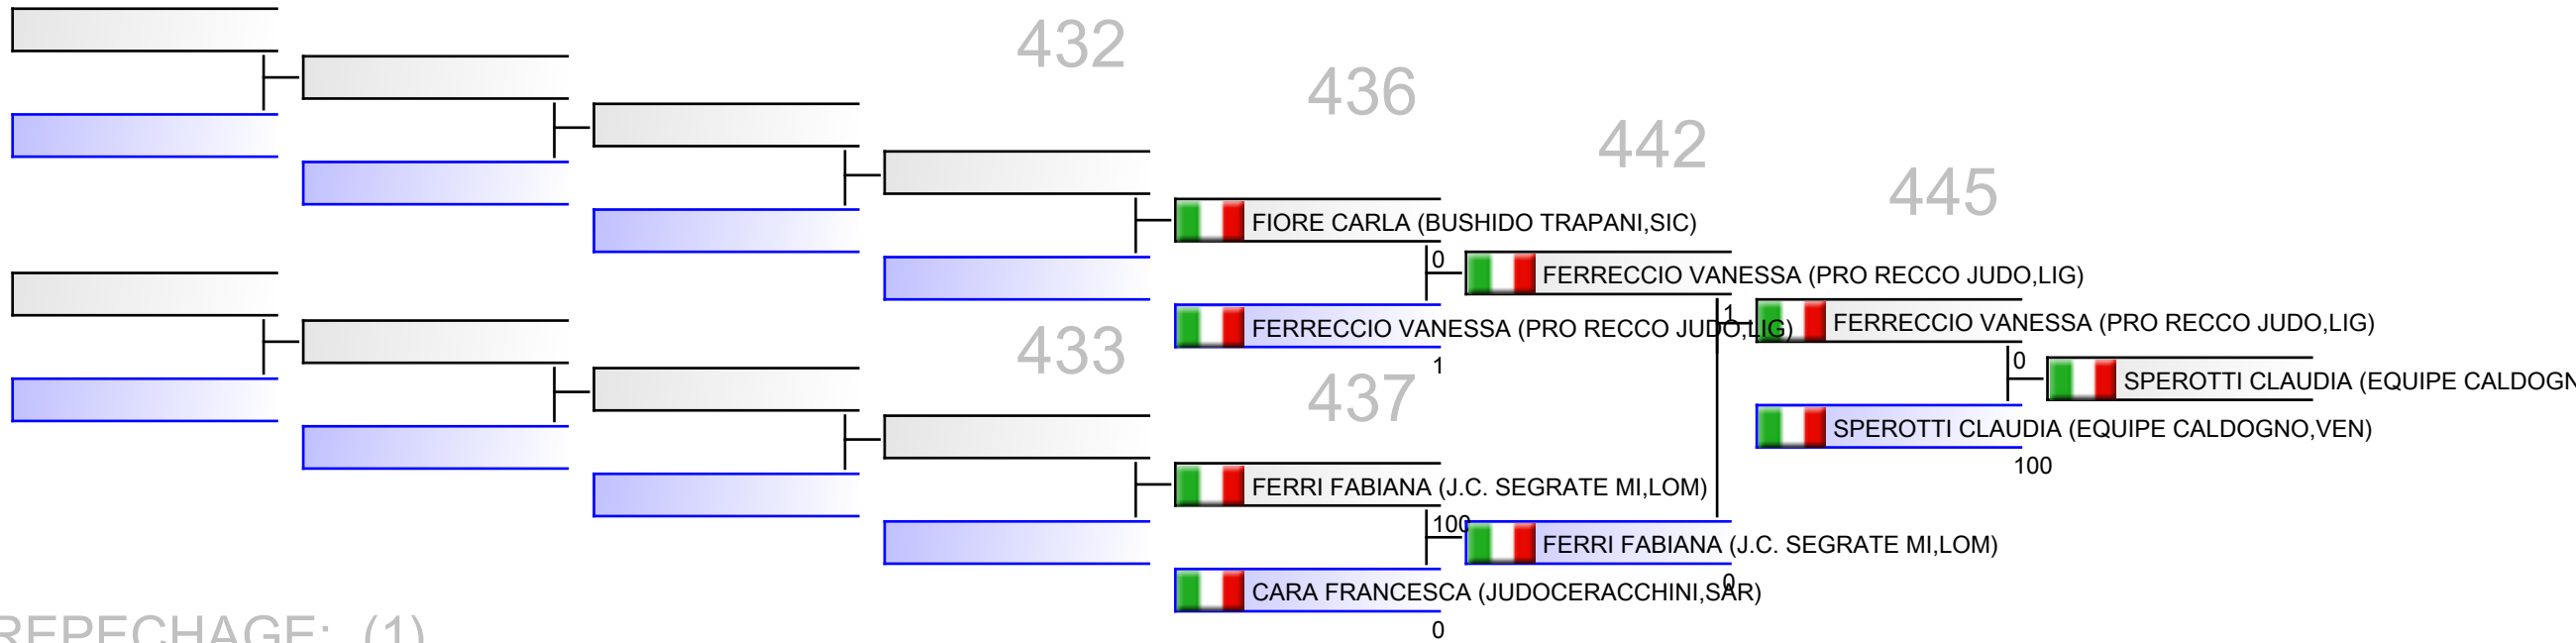 432
436
442
445
FIORE CARLA (BUSHIDO TRAPANI,SIC)
0
FERRECCIO VANESSA (PRO RECCO JUDO,LIG)
1
FERRECCIO VANESSA (PRO RECCO JUDO,LIG)
FERRECCIO VANESSA (PRO RECCO JUDO,LIG)
433
1
0
SPEROTTI CLAUDIA (EQUIPE CALDOGN
437
SPEROTTI CLAUDIA (EQUIPE CALDOGNO,VEN)
100
FERRI FABIANA (J.C. SEGRATE MI,LOM)
100
FERRI FABIANA (J.C. SEGRATE MI,LOM)
0
CARA FRANCESCA (JUDOCERACCHINI,SAR)
0
REPECHAGE: (1)